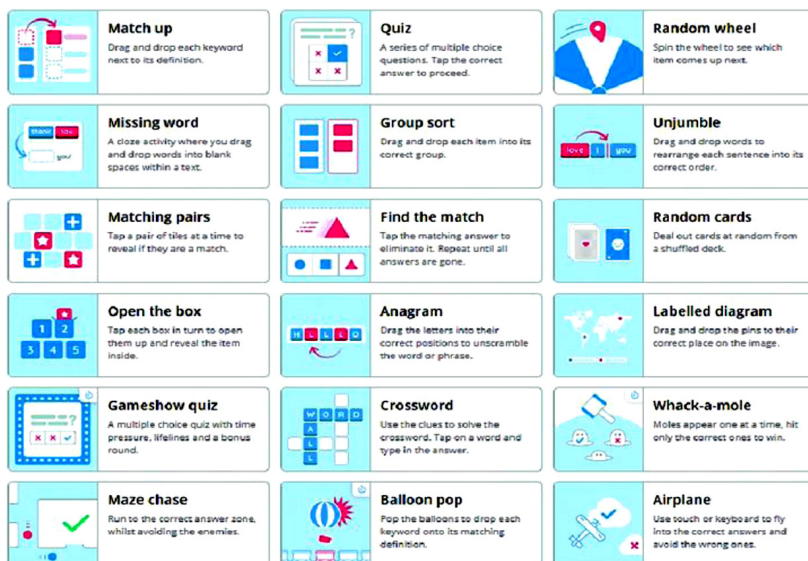 Match up
Drag and drop each keyword
next to its definition.
Quiz
A series of multiple choice
questions. Tap the correct
answer to proceed.
Random wheel
Spin the wheel to see which
item comes up next.
Missing word
A cloze activity where you drag
and drop words into blank
spaces within a text.
thank you
you!
Group sort
Drag and drop each item into its
correct group.
Unjumble
Drag and drop words to
rearrange each sentence into its
correct order.
love I you
Matching pairs
Tap a pair of tiles at a time to
reveal if they are a match.
Find the match
Tap the matching answer to
eliminate it. Repeat until all
answers are gone.
Random cards
Deal out cards at random from
a shuffled deck.
Open the box
Tap each box in turn to open
them up and reveal the item
inside.
1 2
3 4 5
Anagram
Drag the letters into their
correct positions to unscramble
the word or phrase.
H L L L O
Labelled diagram
Drag and drop the pins to their
correct place on the image.
Gameshow quiz
A multiple choice quiz with time
pressure, lifelines and a bonus
round.
?
Crossword
Use the clues to solve the
crossword. Tap on a word and
type in the answer.
W O R D
A
L
L
Whack-a-mole
Moles appear one at a time, hit
only the correct ones to win.
Maze chase
Run to the correct answer zone,
whilst avoiding the enemies.
Balloon pop
Pop the balloons to drop each
keyword onto its matching
definition.
Airplane
Use touch or keyboard to fly
into the correct answers and
avoid the wrong ones.